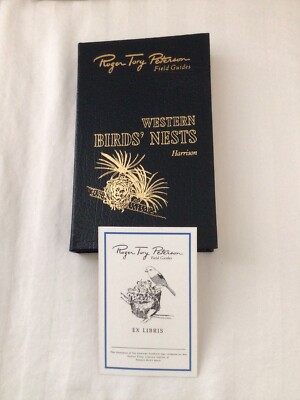 Roger Tory Peterson
Field Guides
WESTERN
BIRDS' NESTS
Harrison
Roger Tory Peterson
Field Guides
EX LIBRIS